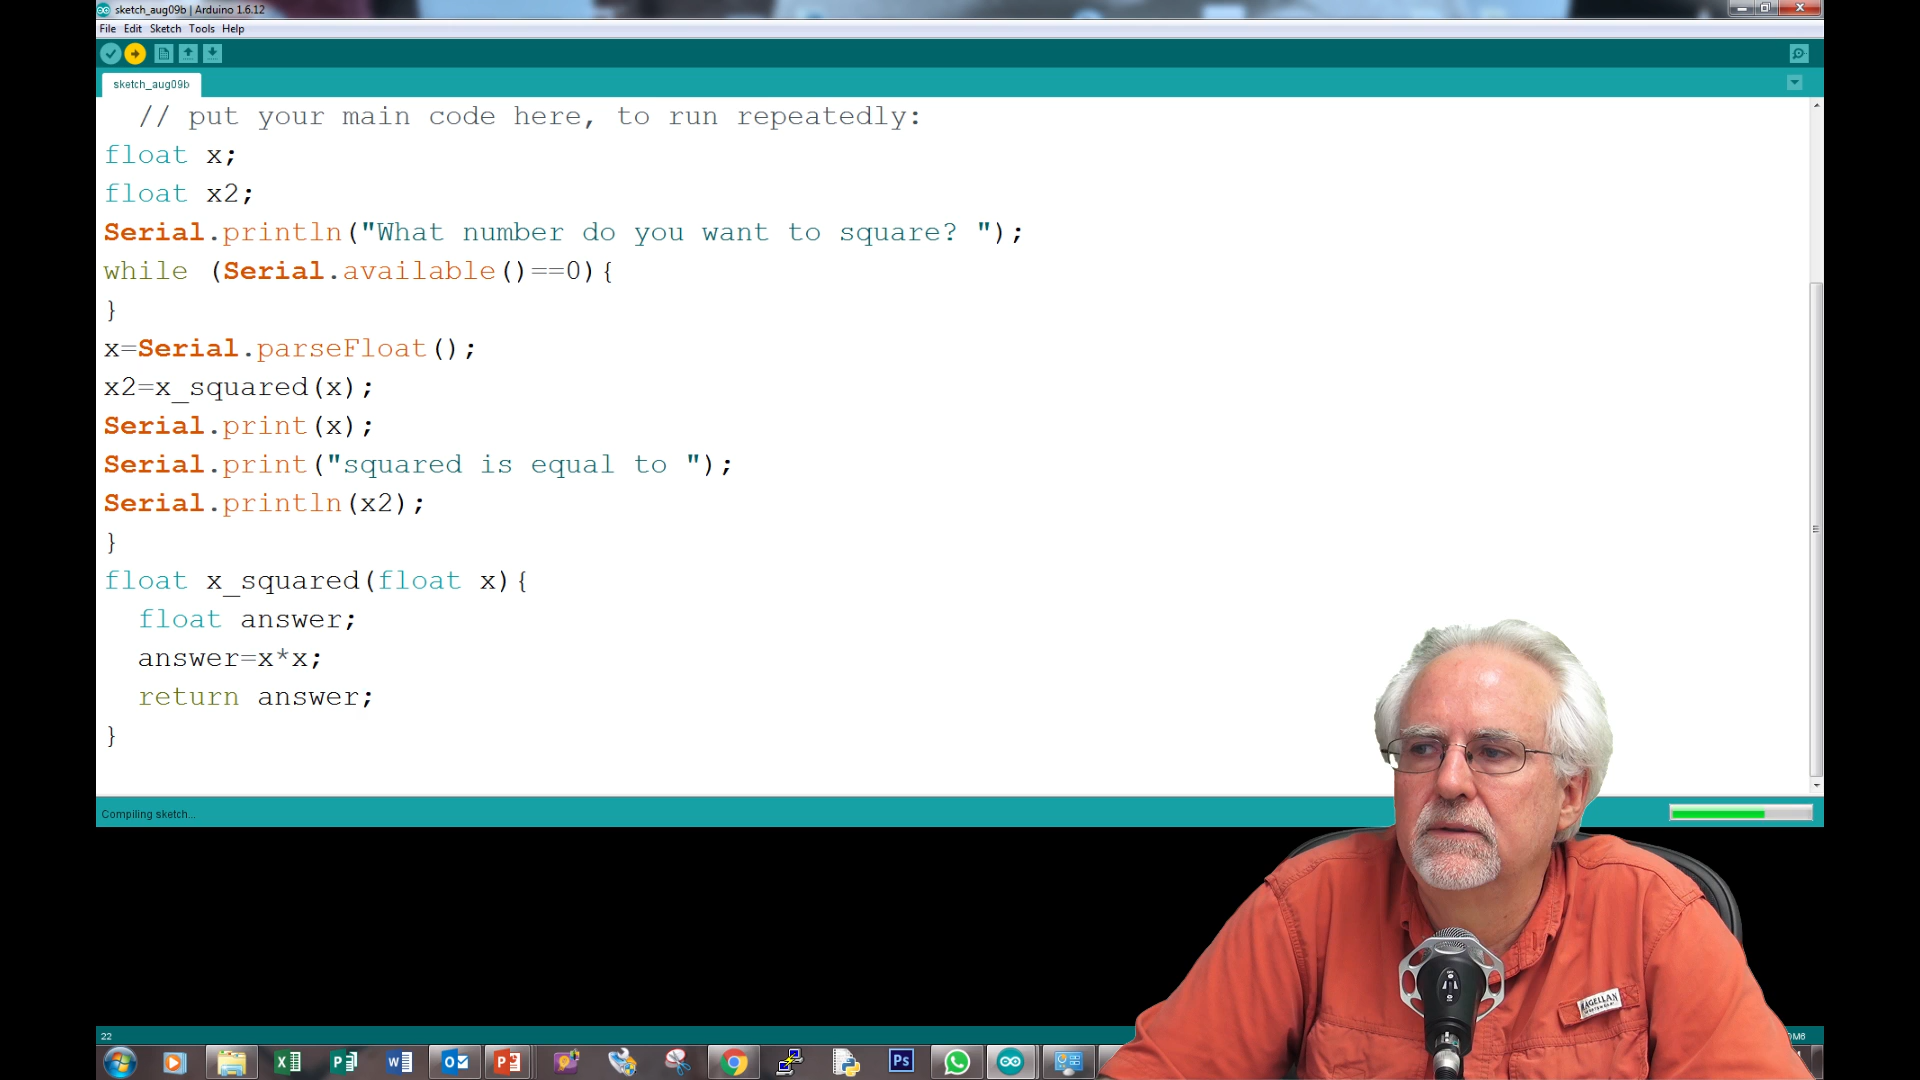 sketch_aug09b | Arduino 1.6.12
File Edit Sketch Tools Help
sketch_aug09b
// put your main code here, to run repeatedly:
float x;
float x2;
Serial.println("What number do you want to square? ");
while (Serial.available()==0){
}
x=Serial.parseFloat();
x2=x_squared(x);
Serial.print(x);
Serial.print("squared is equal to ");
Serial.println(x2);
}
float x_squared(float x){
float answer;
answer=x*x;
return answer;
}
Compiling sketch...
MAGELLAN
22
Ps